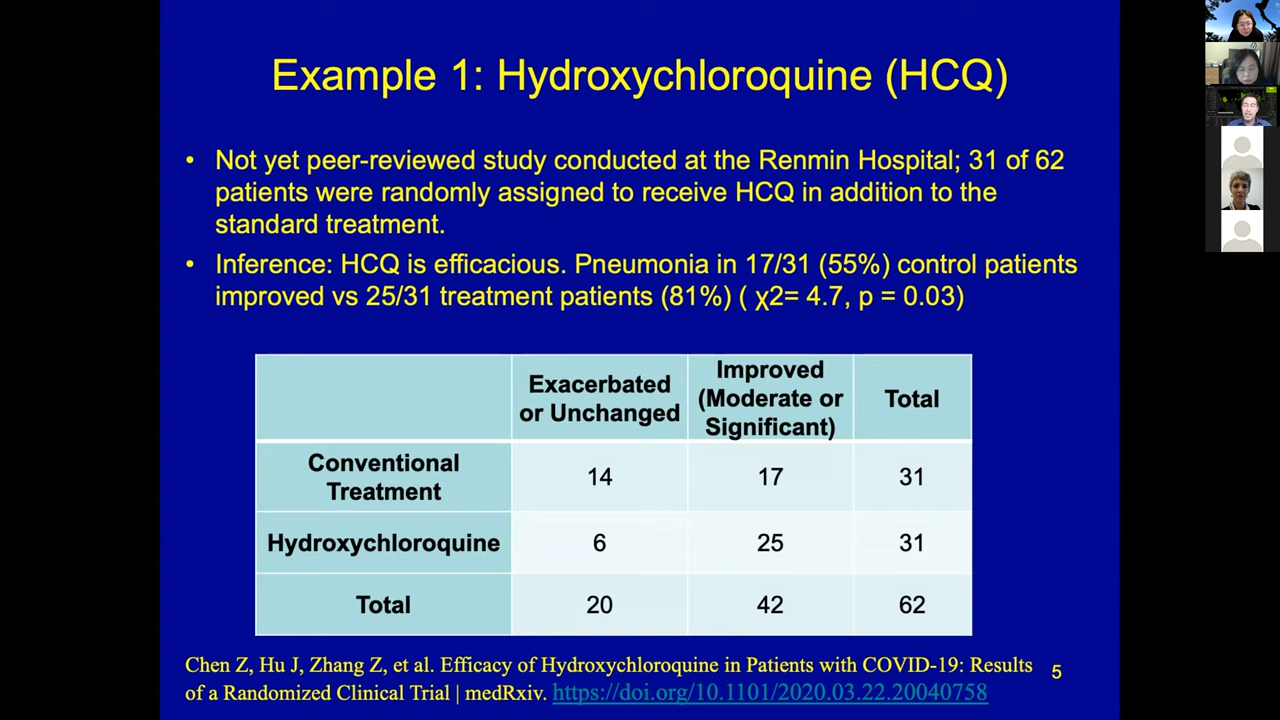 Example 1: Hydroxychloroquine (HCQ)
• Not yet peer-reviewed study conducted at the Renmin Hospital; 31 of 62
patients were randomly assigned to receive HCQ in addition to the
standard treatment.
• Inference: HCQ is efficacious. Pneumonia in 17/31 (55%) control patients
improved vs 25/31 treatment patients (81%) ( χ2= 4.7, p = 0.03)
Exacerbated
or Unchanged
Improved
(Moderate or
Significant)
Total
Conventional
Treatment
14
17
31
Hydroxychloroquine
6
25
31
Total
20
42
62
Chen Z, Hu J, Zhang Z, et al. Efficacy of Hydroxychloroquine in Patients with COVID-19: Results
of a Randomized Clinical Trial | medRxiv. https://doi.org/10.1101/2020.03.22.20040758
5